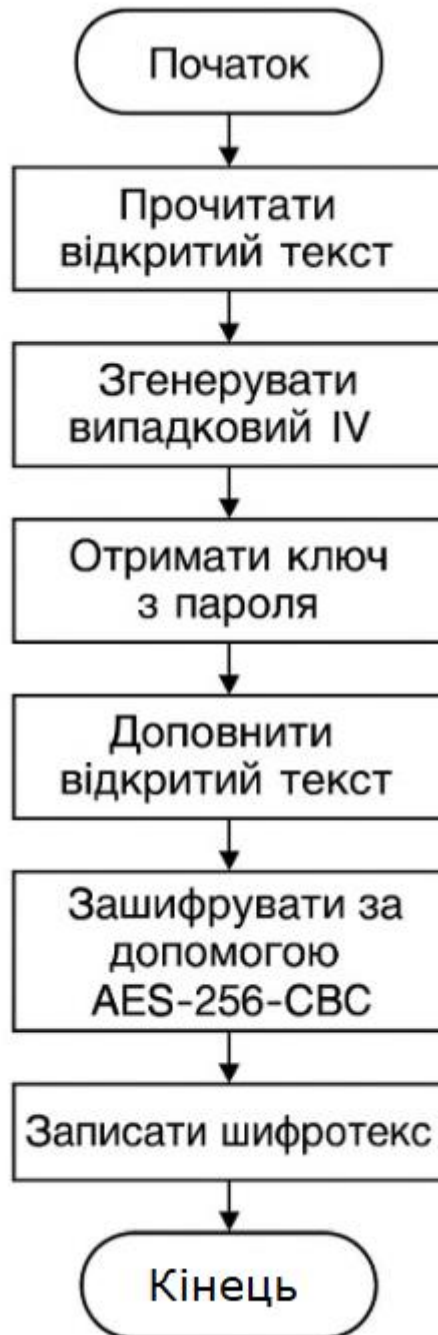 Початок
Прочитати
відкритий текст
Згенерувати
випадковий IV
Отримати ключ
з пароля
Доповнити
відкритий текст
Зашифрувати за
допомогою
AES-256-CBC
Записати шифротекс
Кінець